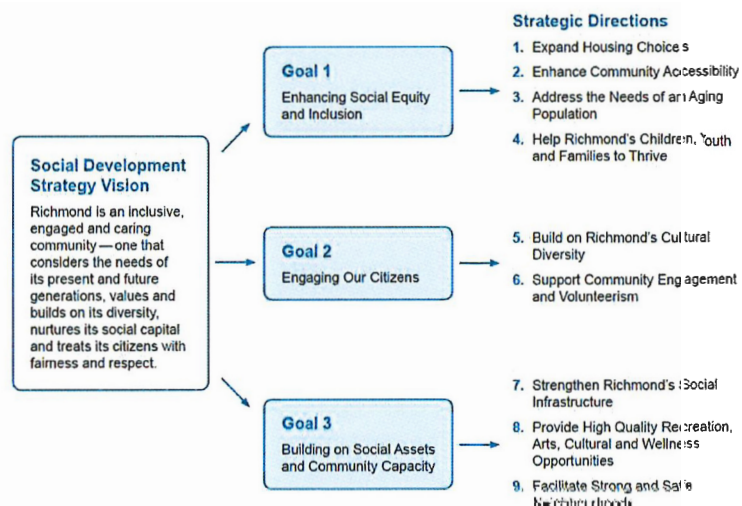 Strategic Directions
Goal 1
Enhancing Social Equity
and Inclusion
1. Expand Housing Choices
2. Enhance Community Accessibility
3. Address the Needs of an Aging
Population
4. Help Richmond's Children, Youth
and Families to Thrive
Social Development
Strategy Vision
Richmond is an inclusive,
engaged and caring
community—one that
considers the needs of
its present and future
generations, values and
builds on its diversity,
nurtures its social capital
and treats its citizens with
fairness and respect.
Goal 2
Engaging Our Citizens
5. Build on Richmond's Cultural
Diversity
6. Support Community Engagement
and Volunteerism
Goal 3
Building on Social Assets
and Community Capacity
7. Strengthen Richmond's Social
Infrastructure
8. Provide High Quality Recreation,
Arts, Cultural and Wellness
Opportunities
9. Facilitate Strong and Safe
Neighbourhoods